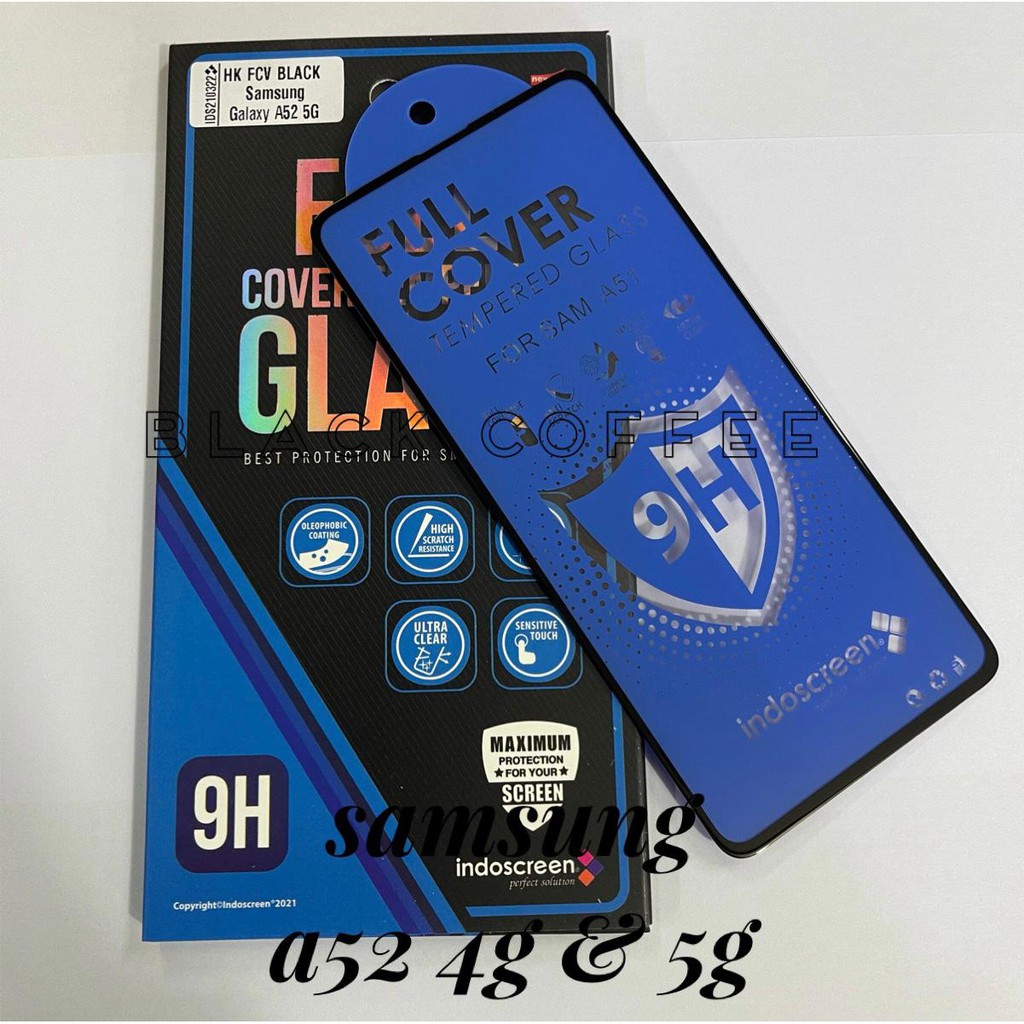 IDS210322
HK FCV BLACK
Samsung
Galaxy A52 5G
COVER
GLA
BEST PROTECTION FOR
OLEOPHOBIC
COATING
HIGH
SCRATCH
RESISTANCE
ULTRA
CLEAR
SENSITIVE
TOUCH
MAXIMUM
PROTECTION
FOR YOUR
SCREEN
9H
indoscreen
perfect solution
Copyright©Indoscreen®2021
FULL
COVER
TEMPERED GLASS
FOR SAM A51
9H
indoscreen®
BLACK COFFEE
samsung
a52 4g & 5g